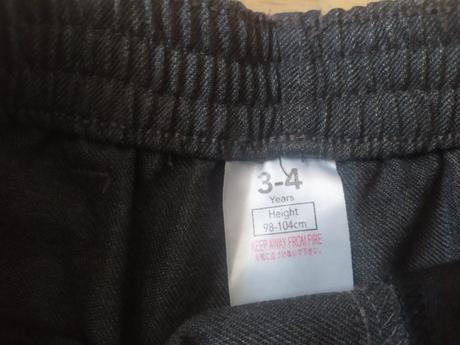 3-4
Years
Height
98-104cm
KEEP AWAY FROM FIRE